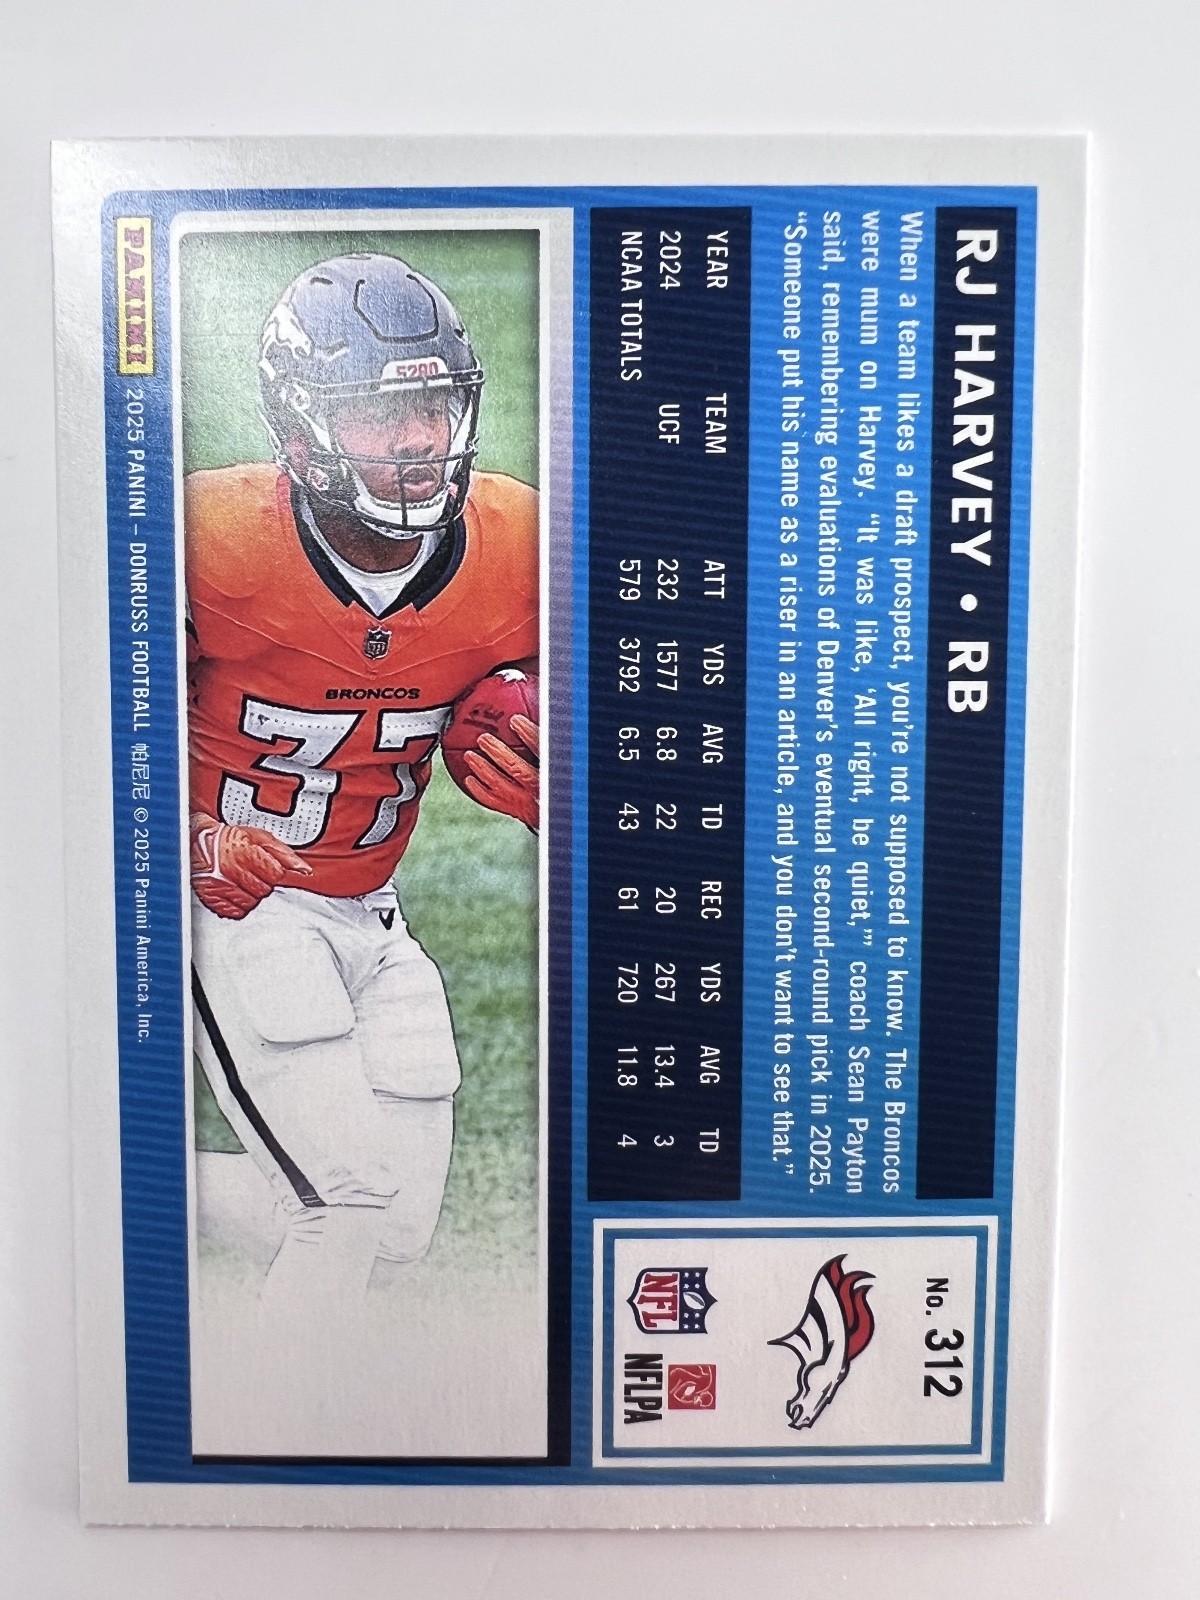 RJ HARVEY • RB
When a team likes a draft prospect, you're not supposed to know. The Broncos
were mum on Harvey. "It was like, 'All right, be quiet,'" coach Sean Payton
said, remembering evaluations of Denver's eventual second-round pick in 2025.
"Someone put his name as a riser in an article, and you don't want to see that."
YEAR TEAM ATT YDS AVG TD REC YDS AVG TD
2024 UCF 232 1577 6.8 22 20 267 13.4 3
NCAA TOTALS 579 3792 6.5 43 61 720 11.8 4
No. 312
NFL
NFLPA
5280
BRONCOS
37
PANINI
2025 PANINI – DONRUSS FOOTBALL 帕尼尼 © 2025 Panini America, Inc.